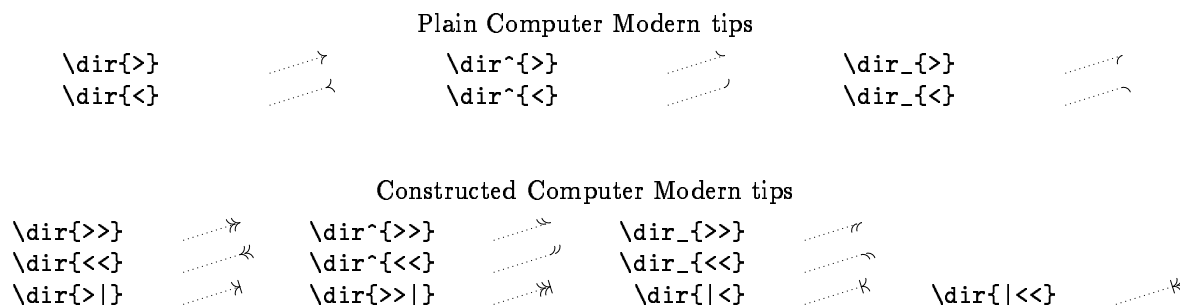 Plain Computer Modern tips
\dir{>} \dir^{>} \dir_{>}
\dir{<} \dir^{<} \dir_{<}
Constructed Computer Modern tips
\dir{>>} \dir^{>>} \dir_{>>}
\dir{<<} \dir^{<<} \dir_{<<}
\dir{>|} \dir{>>|} \dir{|<} \dir{|<<}